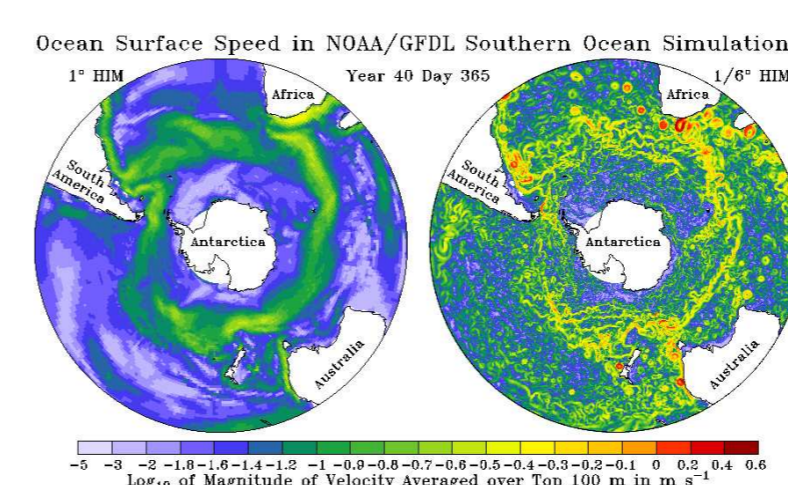 Ocean Surface Speed in NOAA/GFDL Southern Ocean Simulation
1° HIM
Year 40 Day 365
1/6° HIM
Africa
South
America
Antarctica
Australia
Africa
South
America
Antarctica
Australia
-5 -3 -2 -1.8 -1.6 -1.4 -1.2 -1 -0.9 -0.8 -0.7 -0.6 -0.5 -0.4 -0.3 -0.2 -0.1 0 0.2 0.4 0.6
Log₁₀ of Magnitude of Velocity Averaged over Top 100 m in m s⁻¹